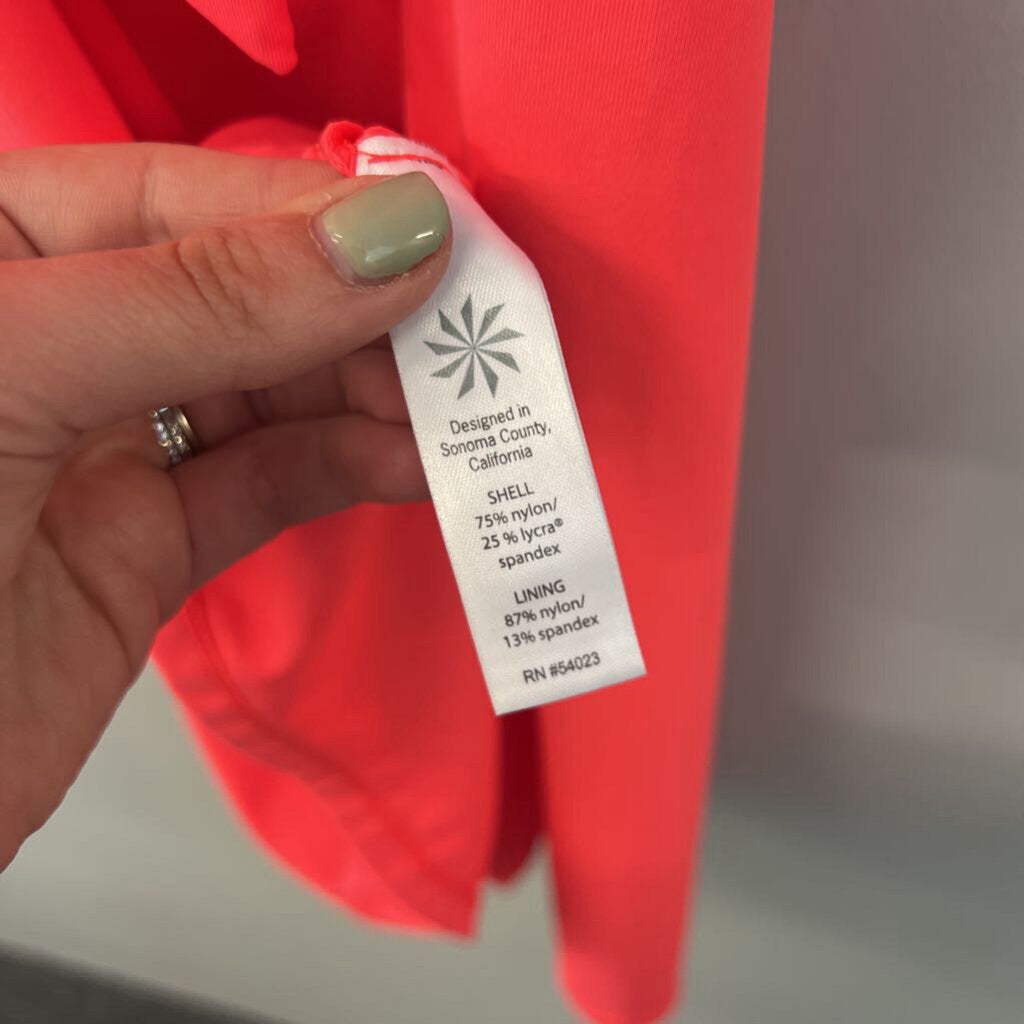 Designed in
Sonoma County,
California
SHELL
75% nylon/
25 % lycra®
spandex
LINING
87% nylon/
13% spandex
RN #54023